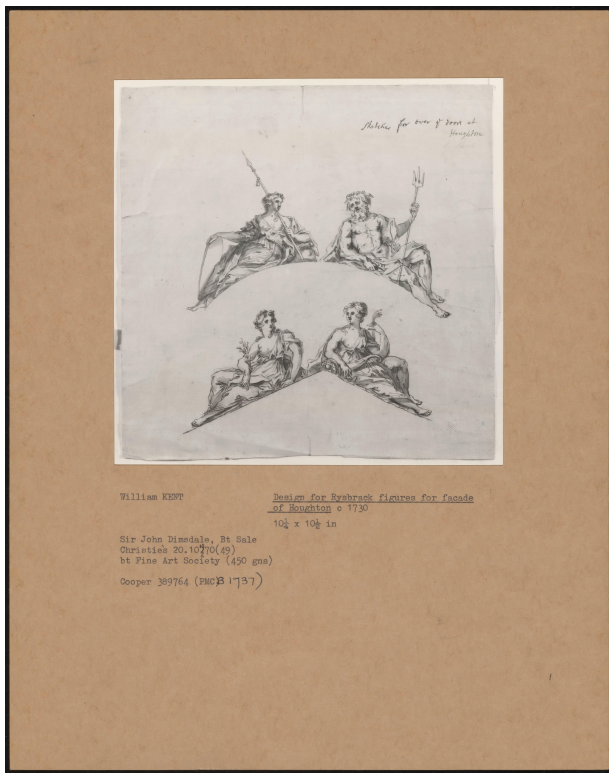 sketches for over ye door at
Houghton
William KENT
Design for Rysbrack figures for facade
of Houghton c 1730
10¼ x 10½ in
Sir John Dimsdale, Bt Sale
Christie's 20.10.70(49)
bt Fine Art Society (450 gns)
Cooper 389764 (PMC B 1737)